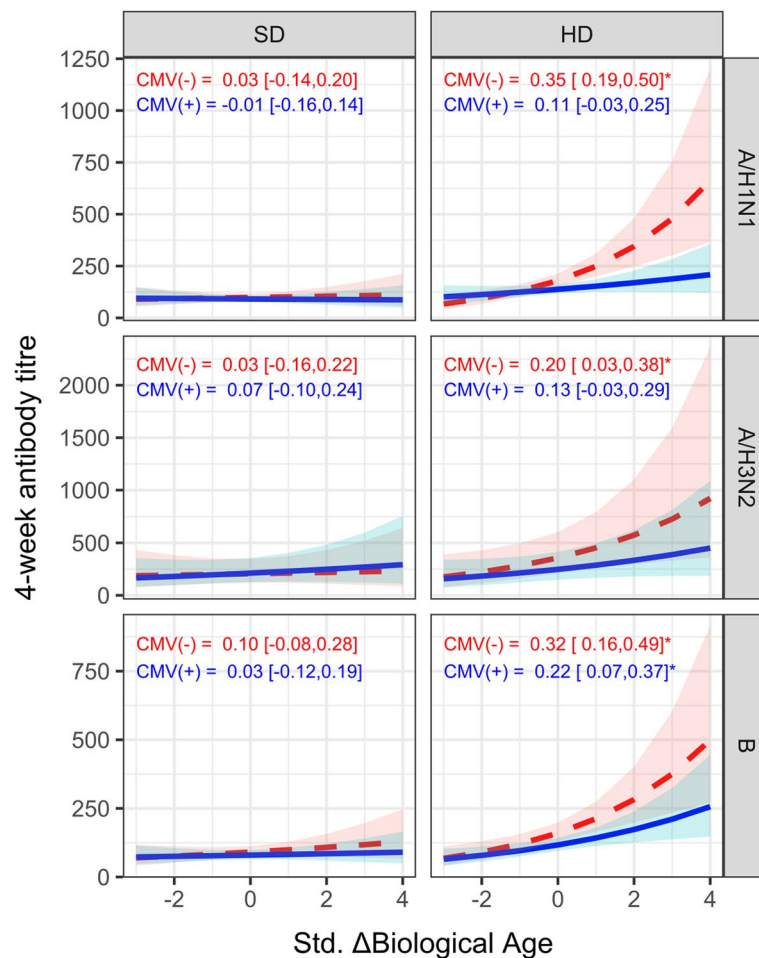 SD
HD
CMV(-) = 0.03 [-0.14,0.20]
CMV(+) = -0.01 [-0.16,0.14]
CMV(-) = 0.35 [ 0.19,0.50]*
CMV(+) = 0.11 [-0.03,0.25]
A/H1N1
1250
1000
750
500
250
0
CMV(-) = 0.03 [-0.16,0.22]
CMV(+) = 0.07 [-0.10,0.24]
CMV(-) = 0.20 [ 0.03,0.38]*
CMV(+) = 0.13 [-0.03,0.29]
A/H3N2
2000
1500
1000
500
0
4-week antibody titre
CMV(-) = 0.10 [-0.08,0.28]
CMV(+) = 0.03 [-0.12,0.19]
CMV(-) = 0.32 [ 0.16,0.49]*
CMV(+) = 0.22 [ 0.07,0.37]*
B
750
500
250
0
-2 0 2 4
-2 0 2 4
Std. ΔBiological Age